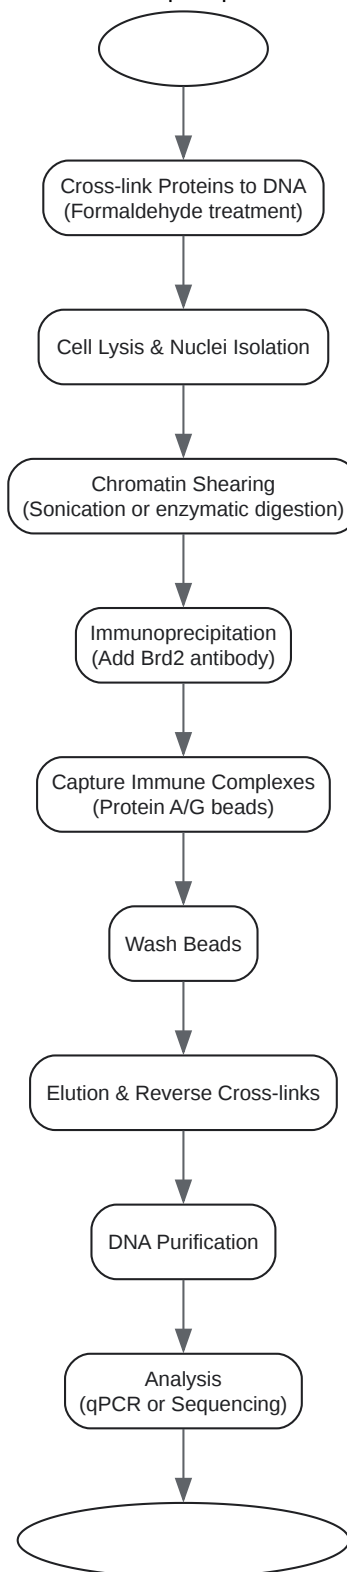 Cross-link Proteins to DNA
(Formaldehyde treatment)
Cell Lysis & Nuclei Isolation
Chromatin Shearing
(Sonication or enzymatic digestion)
Immunoprecipitation
(Add Brd2 antibody)
Capture Immune Complexes
(Protein A/G beads)
Wash Beads
Elution & Reverse Cross-links
DNA Purification
Analysis
(qPCR or Sequencing)